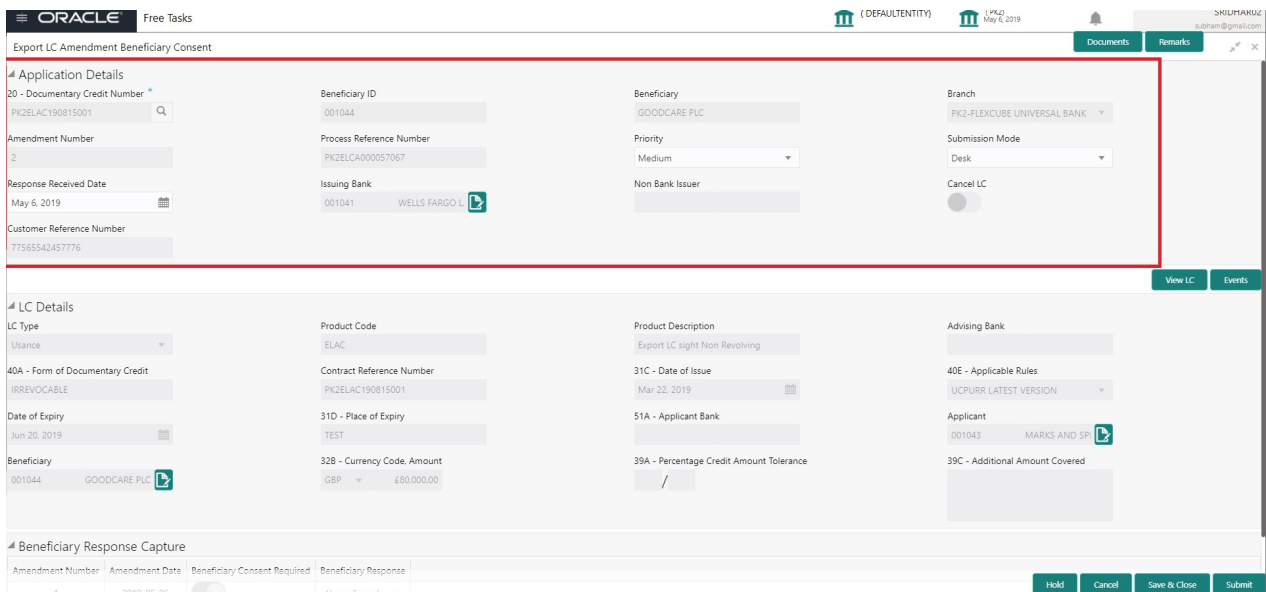 ORACLE Free Tasks ( DEFAULTENTITY) ( PK2) SRIDHAR02
May 6, 2019 subham@gmail.com
Export LC Amendment Beneficiary Consent Documents Remarks
Application Details
20 - Documentary Credit Number * Beneficiary ID Beneficiary Branch
PK2ELAC190815001 001044 GOODCARE PLC PK2-FLEXCUBE UNIVERSAL BANK
Amendment Number Process Reference Number Priority Submission Mode
2 PK2ELCA000057067 Medium Desk
Response Received Date Issuing Bank Non Bank Issuer Cancel LC
May 6, 2019 001041 WELLS FARGO L
Customer Reference Number
77565542457776
View LC Events
LC Details
LC Type Product Code Product Description Advising Bank
Usance ELAC Export LC sight Non Revolving
40A - Form of Documentary Credit Contract Reference Number 31C - Date of Issue 40E - Applicable Rules
IRREVOCABLE PK2ELAC190815001 Mar 22, 2019 UCPURR LATEST VERSION
Date of Expiry 31D - Place of Expiry 51A - Applicant Bank Applicant
Jun 20, 2019 TEST 001043 MARKS AND SPI
Beneficiary 32B - Currency Code, Amount 39A - Percentage Credit Amount Tolerance 39C - Additional Amount Covered
001044 GOODCARE PLC GBP £80,000.00 /
Beneficiary Response Capture
Amendment Number Amendment Date Beneficiary Consent Required Beneficiary Response
Hold Cancel Save & Close Submit